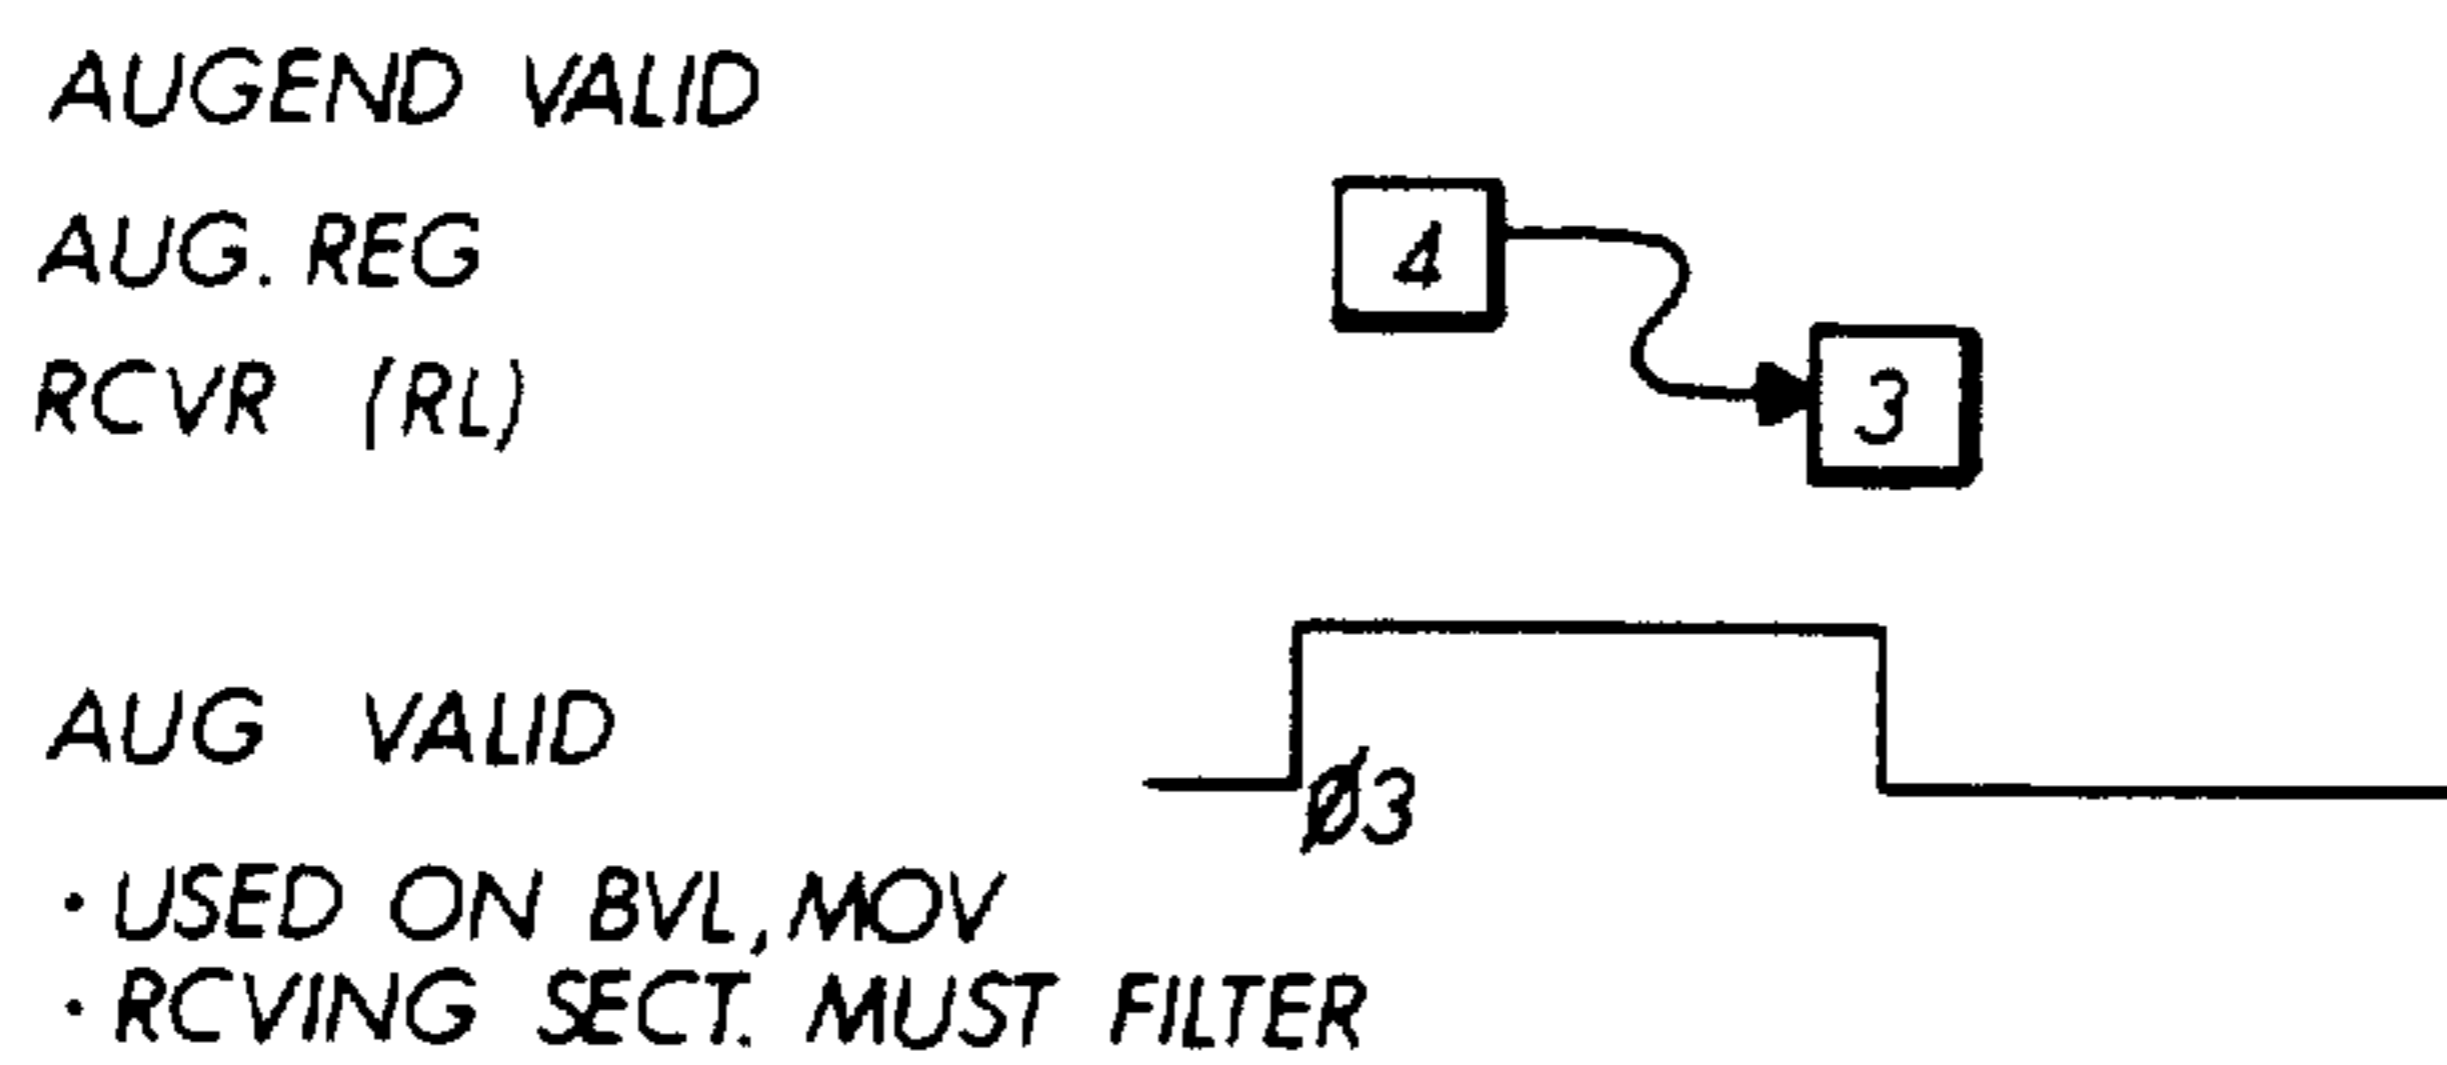 AUGEND VALID
AUG. REG
4
RCVR (RL)
3
AUG VALID
Ø3
· USED ON BVL, MOV
· RCVING SECT. MUST FILTER